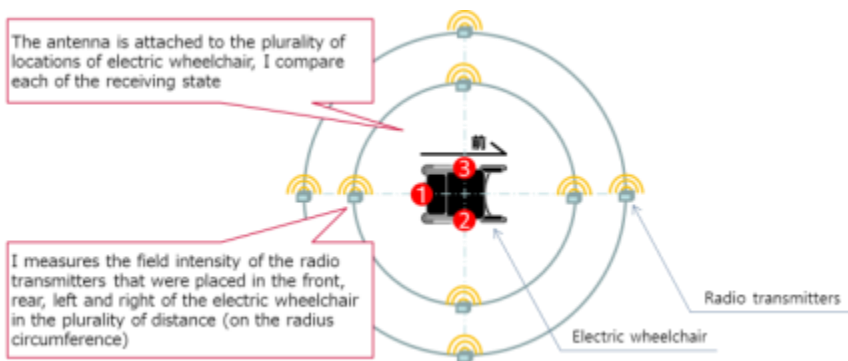 The antenna is attached to the plurality of
locations of electric wheelchair, I compare
each of the receiving state
前
3
1
2
I measures the field intensity of the radio
transmitters that were placed in the front,
rear, left and right of the electric wheelchair
in the plurality of distance (on the radius
circumference)
Radio transmitters
Electric wheelchair